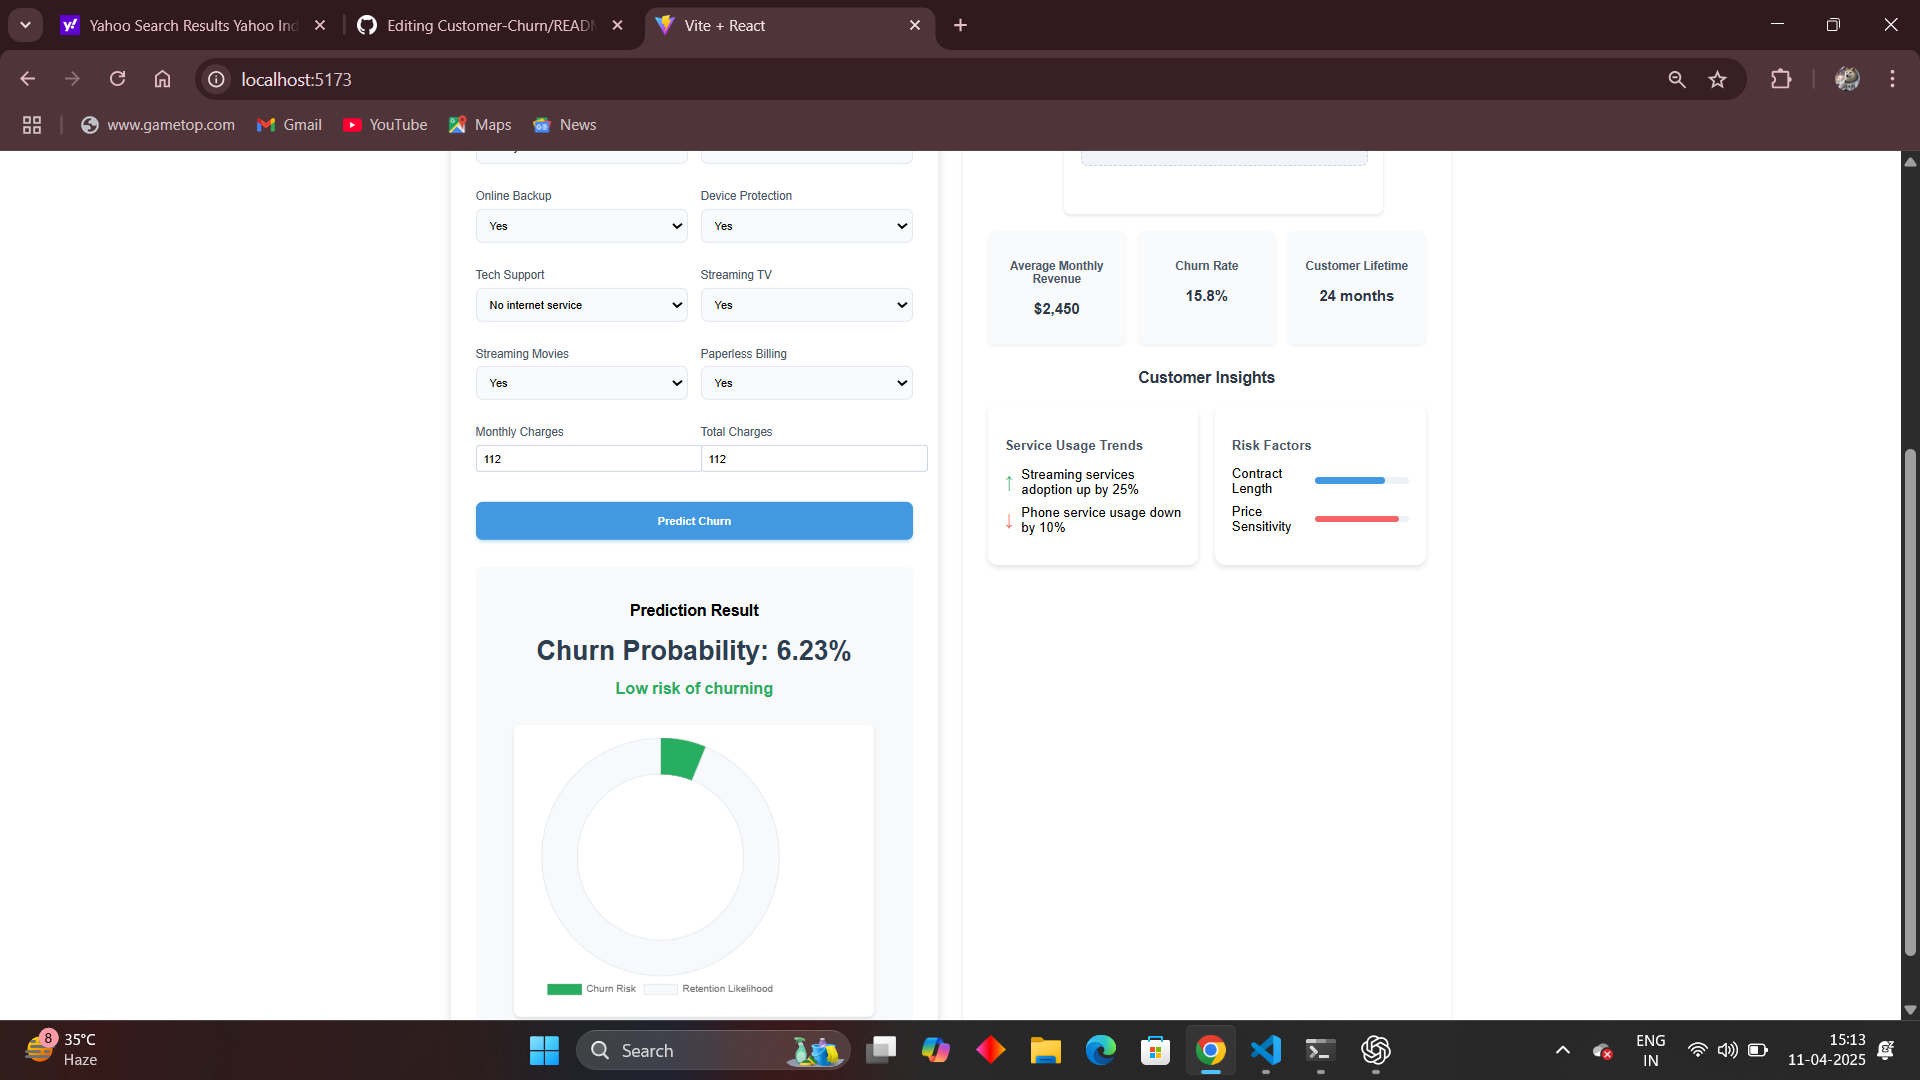 Yahoo Search Results Yahoo Ind
Editing Customer-Churn/READM
Vite + React
localhost:5173
www.gametop.com
Gmail
YouTube
Maps
News
Online Backup
Device Protection
Yes
Yes
Tech Support
Streaming TV
No internet service
Yes
Streaming Movies
Paperless Billing
Yes
Yes
Monthly Charges
Total Charges
112
112
Predict Churn
Prediction Result
Churn Probability: 6.23%
Low risk of churning
Churn Risk
Retention Likelihood
Average Monthly
Revenue
$2,450
Churn Rate
15.8%
Customer Lifetime
24 months
Customer Insights
Service Usage Trends
↑ Streaming services
adoption up by 25%
↓ Phone service usage down
by 10%
Risk Factors
Contract
Length
Price
Sensitivity
8
35°C
Haze
Search
ENG
IN
15:13
11-04-2025